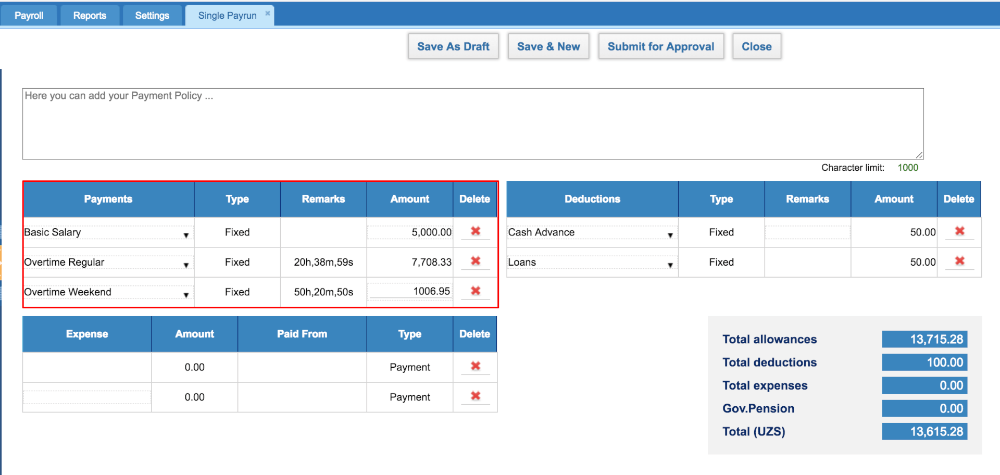 Payroll Reports Settings Single Payrun
Save As Draft Save & New Submit for Approval Close
Here you can add your Payment Policy ...
Character limit: 1000
Payments Type Remarks Amount Delete
Basic Salary Fixed 5,000.00
Overtime Regular Fixed 20h,38m,59s 7,708.33
Overtime Weekend Fixed 50h,20m,50s 1006.95
Deductions Type Remarks Amount Delete
Cash Advance Fixed 50.00
Loans Fixed 50.00
Expense Amount Paid From Type Delete
0.00 Payment
0.00 Payment
Total allowances 13,715.28
Total deductions 100.00
Total expenses 0.00
Gov.Pension 0.00
Total (UZS) 13,615.28